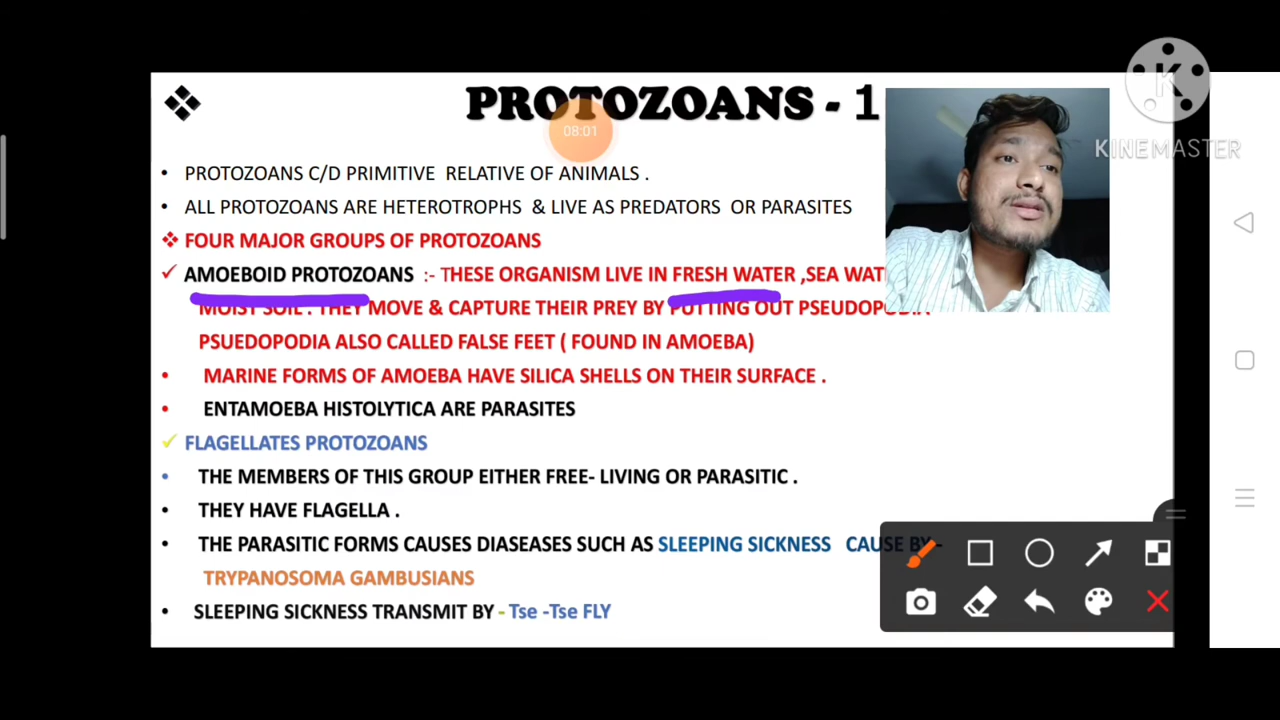 PROTOZOANS - 1
08:01
KINEMASTER
• PROTOZOANS C/D PRIMITIVE RELATIVE OF ANIMALS .
• ALL PROTOZOANS ARE HETEROTROPHS & LIVE AS PREDATORS OR PARASITES
❖ FOUR MAJOR GROUPS OF PROTOZOANS
✓ AMOEBOID PROTOZOANS :- THESE ORGANISM LIVE IN FRESH WATER ,SEA
MOIST SOIL . THEY MOVE & CAPTURE THEIR PREY BY PUTTING OUT
PSUEDOPODIA ALSO CALLED FALSE FEET ( FOUND IN AMOEBA)
• MARINE FORMS OF AMOEBA HAVE SILICA SHELLS ON THEIR SURFACE .
• ENTAMOEBA HISTOLYTICA ARE PARASITES
✓ FLAGELLATES PROTOZOANS
• THE MEMBERS OF THIS GROUP EITHER FREE- LIVING OR PARASITIC .
• THEY HAVE FLAGELLA .
• THE PARASITIC FORMS CAUSES DIASEASES SUCH AS SLEEPING SICKNESS CAUSE BY -
TRYPANOSOMA GAMBUSIANS
• SLEEPING SICKNESS TRANSMIT BY - Tse -Tse FLY